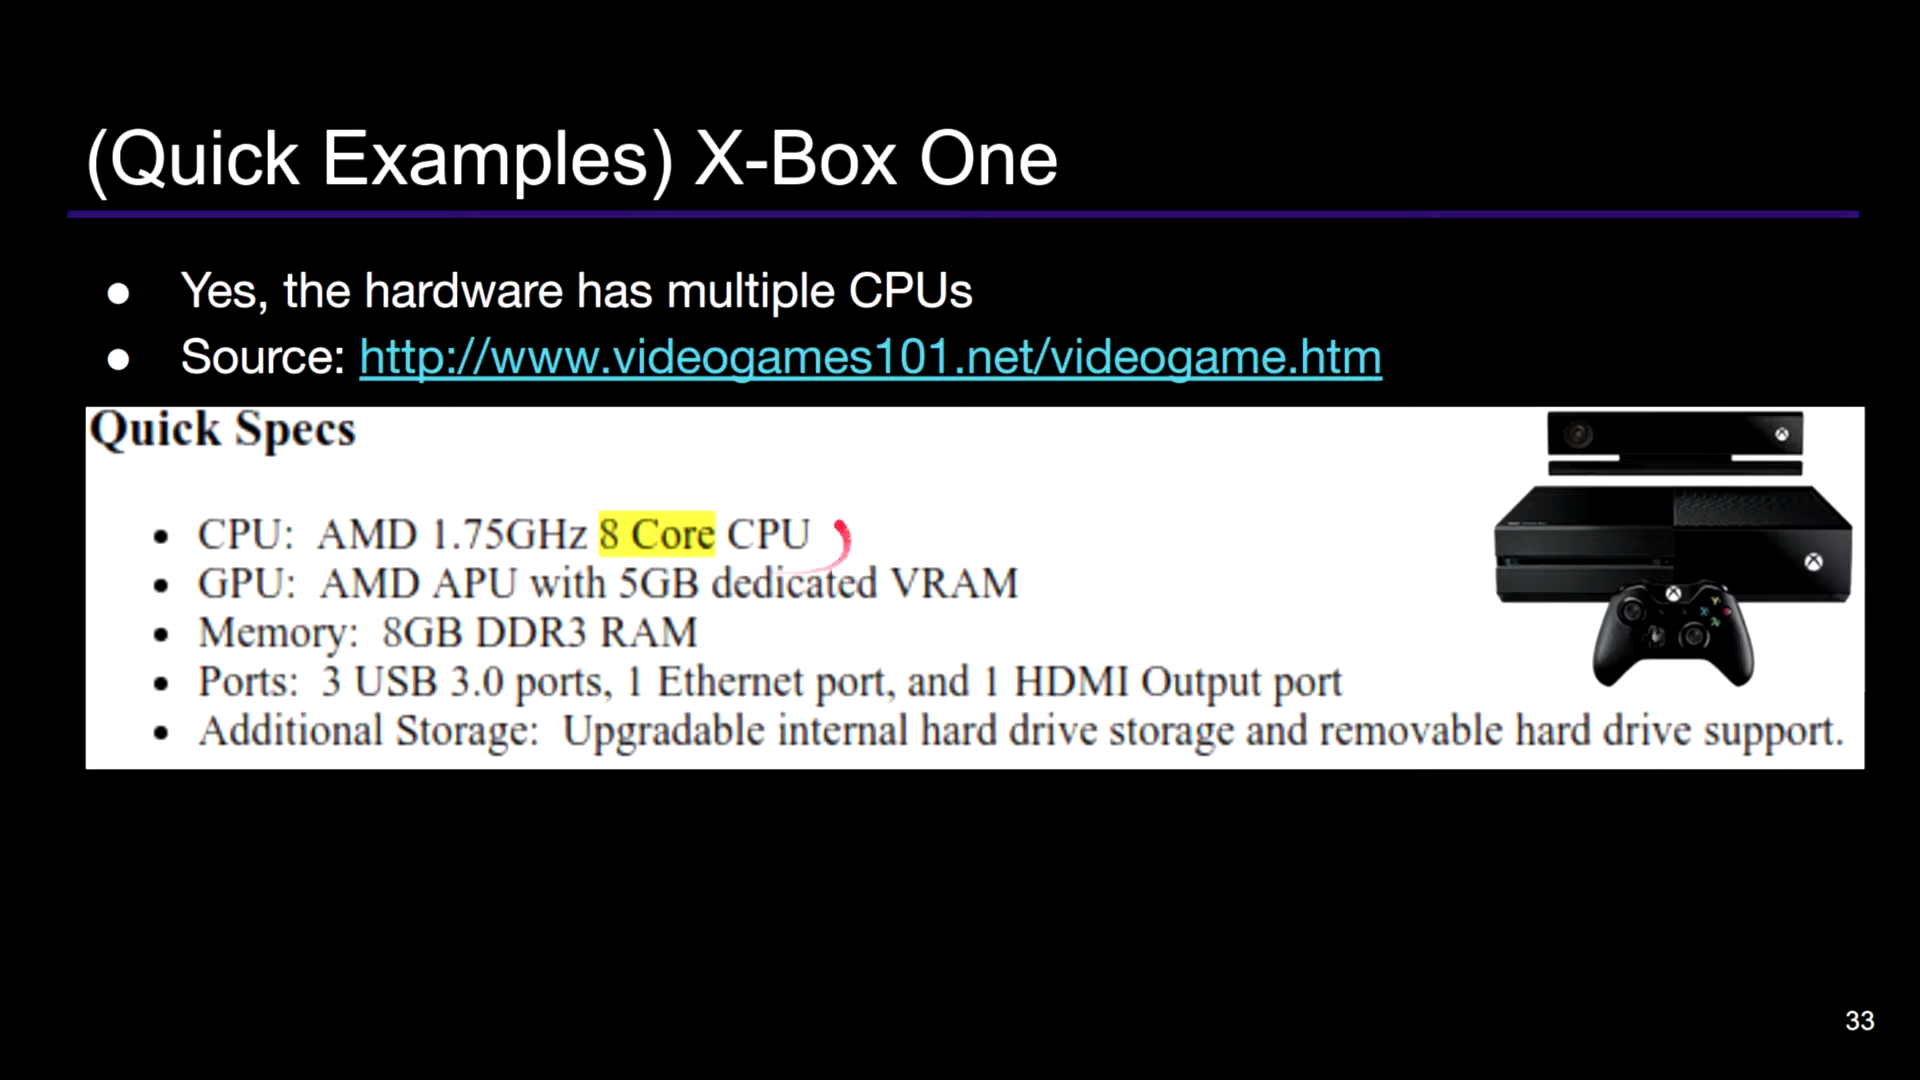 (Quick Examples) X-Box One
● Yes, the hardware has multiple CPUs
● Source: http://www.videogames101.net/videogame.htm
Quick Specs
• CPU: AMD 1.75GHz 8 Core CPU
• GPU: AMD APU with 5GB dedicated VRAM
• Memory: 8GB DDR3 RAM
• Ports: 3 USB 3.0 ports, 1 Ethernet port, and 1 HDMI Output port
• Additional Storage: Upgradable internal hard drive storage and removable hard drive support.
33